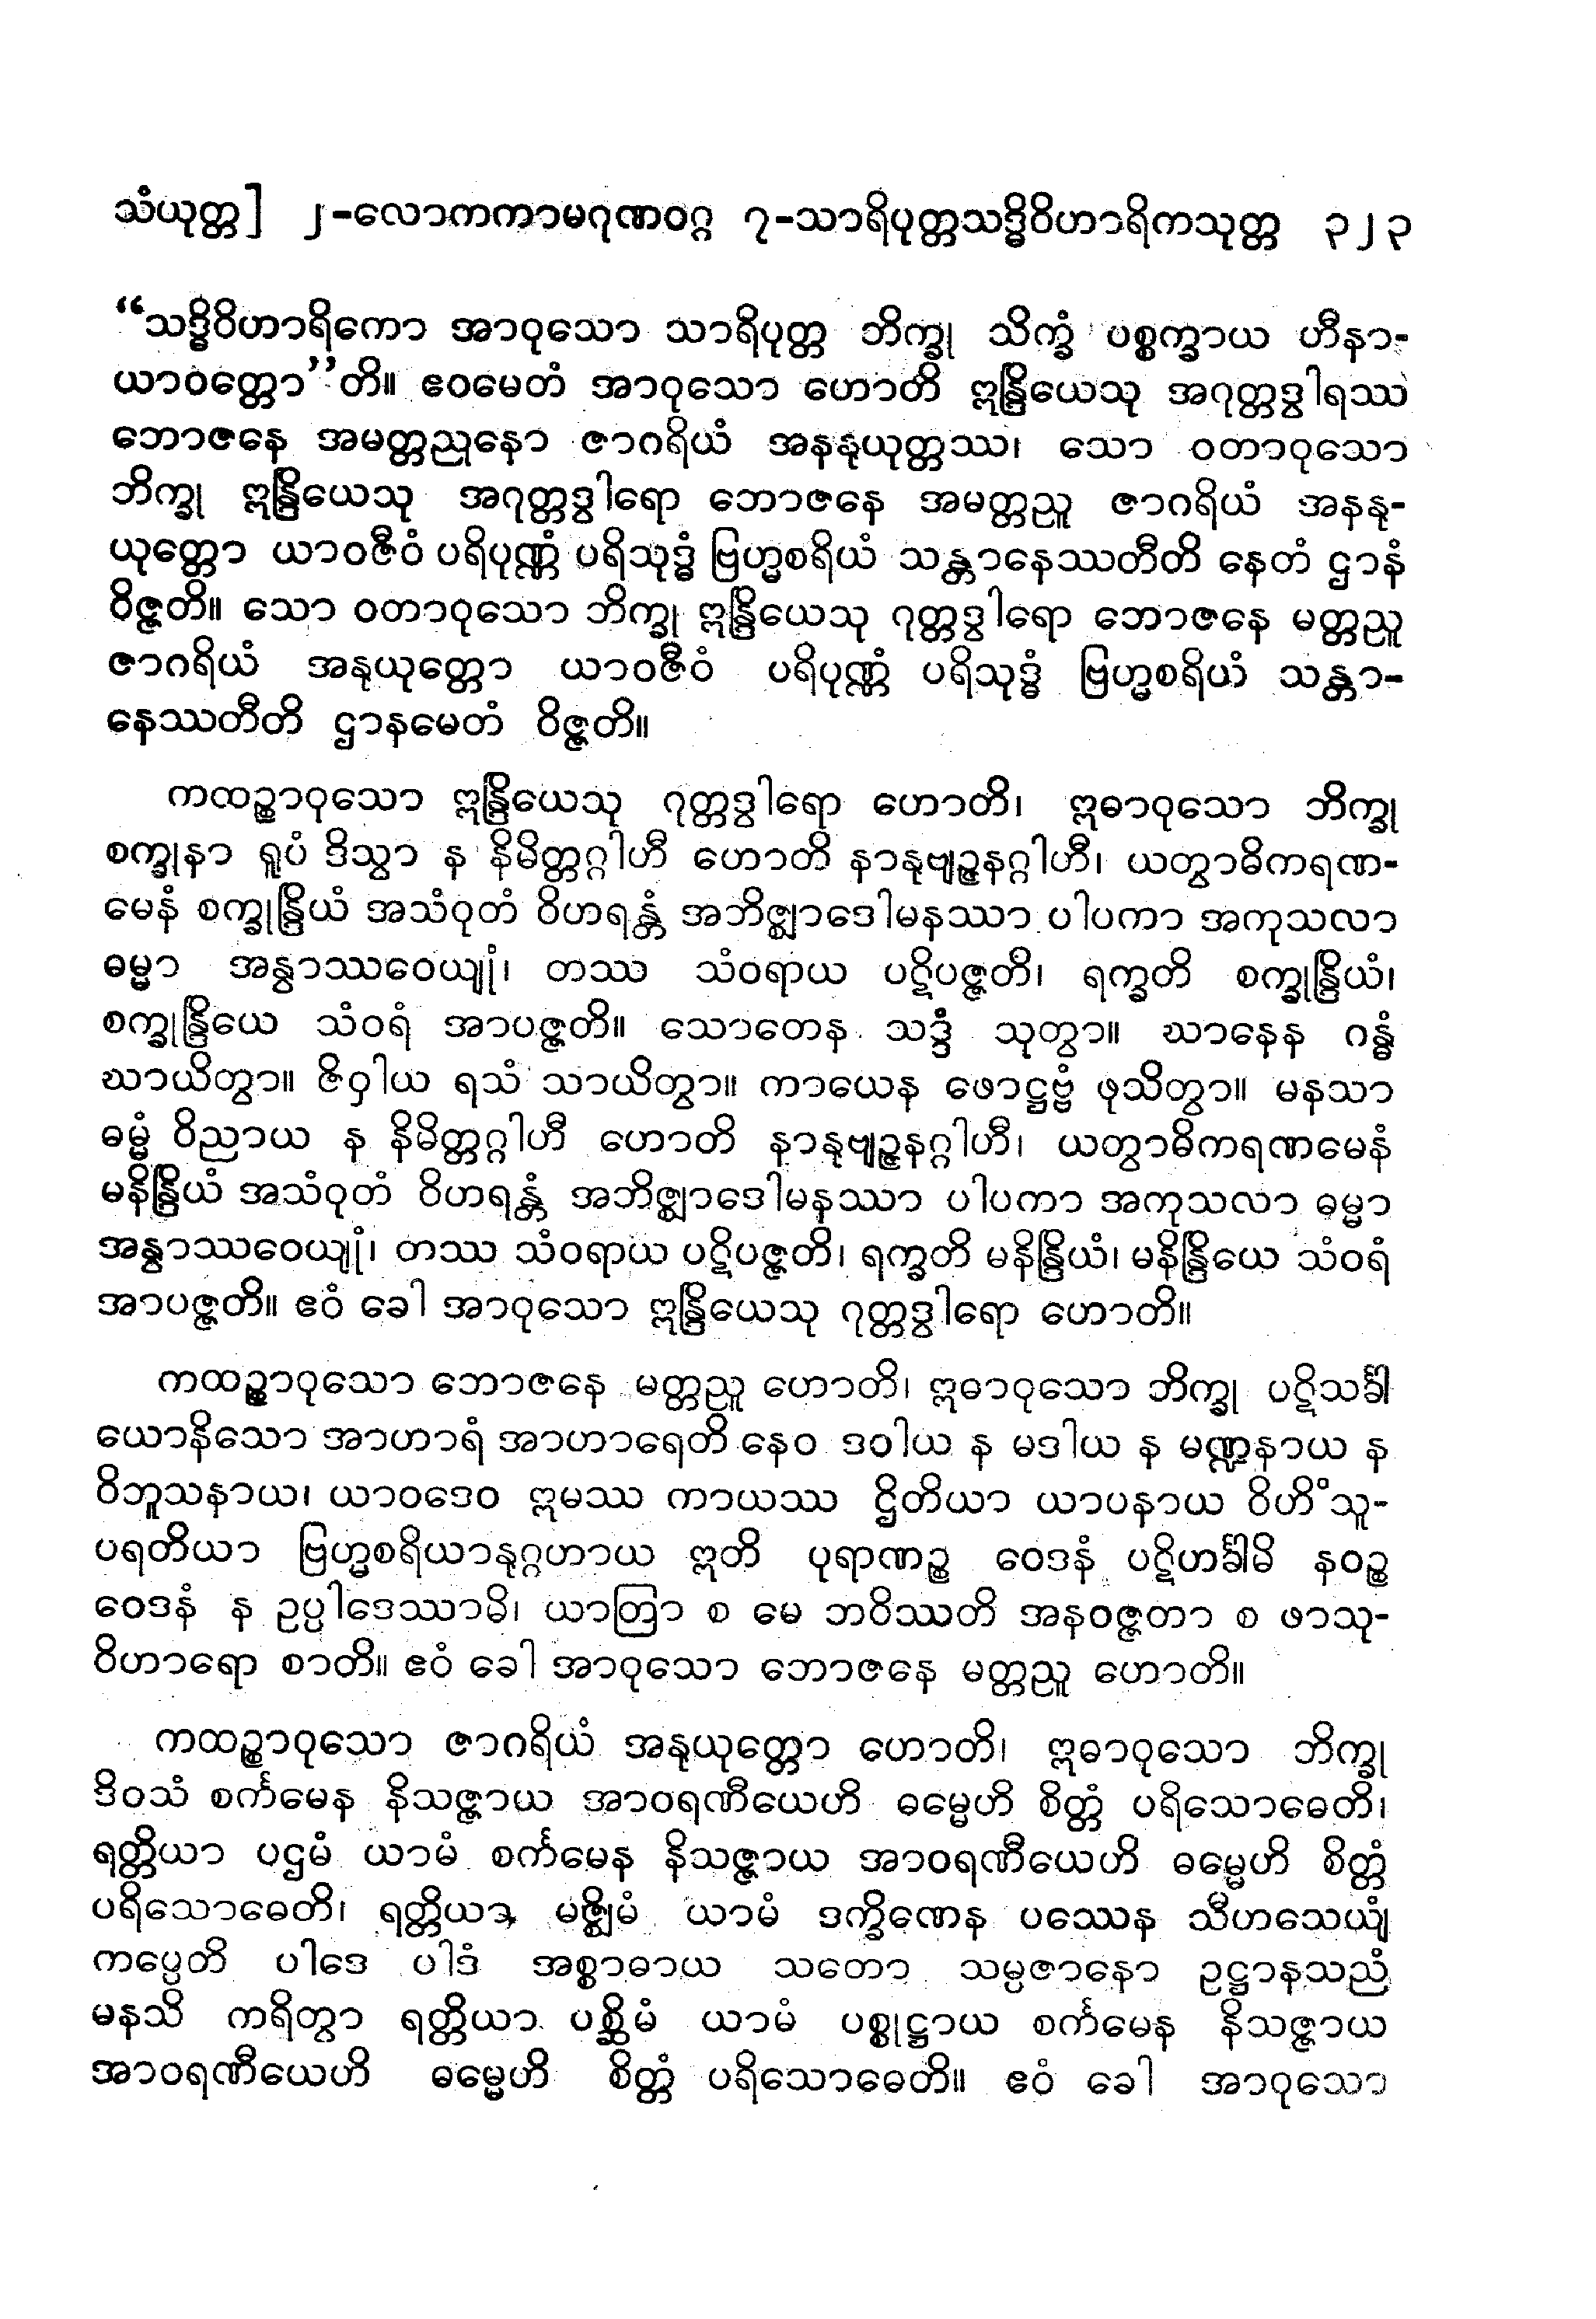 သံယုတ္တ] ၂-လောကကာမဂုဏဝဂ္ဂ ၇-သာရိပုတ္တသဒ္ဓိဝိဟာရိကသုတ္တ ၃၂၃
“သဒ္ဓိဝိဟာရိကော အာဝုသော သာရိပုတ္တ ဘိက္ခု သိက္ခံ ပစ္စက္ခာယ ဟီနာ-
ယာဝတ္တော”တိ။ ဧဝမေတံ အာဝုသော ဟောတိ ဣန္ဒြိယေသု အဂုတ္တဒွါရဿ
ဘောဇနေ အမတ္တညုနော ဇာဂရိယံ အနနုယုတ္တဿ၊ သော ဝတာဝုသော
ဘိက္ခု ဣန္ဒြိယေသု အဂုတ္တဒွါရော ဘောဇနေ အမတ္တညူ ဇာဂရိယံ အနနု-
ယုတ္တော ယာဝဇီဝံ ပရိပုဏ္ဏံ ပရိသုဒ္ဓံ ဗြဟ္မစရိယံ သန္တာနေဿတီတိ နေတံ ဌာနံ
ဝိဇ္ဇတိ။ သော ဝတာဝုသော ဘိက္ခု ဣန္ဒြိယေသု ဂုတ္တဒွါရော ဘောဇနေ မတ္တညူ
ဇာဂရိယံ အနုယုတ္တော ယာဝဇီဝံ ပရိပုဏ္ဏံ ပရိသုဒ္ဓံ ဗြဟ္မစရိယံ သန္တာ-
နေဿတီတိ ဌာနမေတံ ဝိဇ္ဇတိ။
ကထဉ္စာဝုသော ဣန္ဒြိယေသု ဂုတ္တဒွါရော ဟောတိ၊ ဣဓာဝုသော ဘိက္ခု
စက္ခုနာ ရူပံ ဒိသွာ န နိမိတ္တဂ္ဂါဟီ ဟောတိ နာနုဗျဉ္ဇနဂ္ဂါဟီ၊ ယတွာဓိကရဏ-
မေနံ စက္ခုန္ဒြိယံ အသံဝုတံ ဝိဟရန္တံ အဘိဇ္ဈာဒေါမနဿာ ပါပကာ အကုသလာ
ဓမ္မာ အနွာဿဝေယျုံ၊ တဿ သံဝရာယ ပဋိပဇ္ဇတိ၊ ရက္ခတိ စက္ခုန္ဒြိယံ၊
စက္ခုန္ဒြိယေ သံဝရံ အာပဇ္ဇတိ။ သောတေန သဒ္ဒံ သုတွာ။ ဃာနေန ဂန္ဓံ
ဃာယိတွာ။ ဇိဝှါယ ရသံ သာယိတွာ။ ကာယေန ဖောဋ္ဌဗ္ဗံ ဖုသိတွာ။ မနသာ
ဓမ္မံ ဝိညာယ န နိမိတ္တဂ္ဂါဟီ ဟောတိ နာနုဗျဉ္ဇနဂ္ဂါဟီ၊ ယတွာဓိကရဏမေနံ
မနိန္ဒြိယံ အသံဝုတံ ဝိဟရန္တံ အဘိဇ္ဈာဒေါမနဿာ ပါပကာ အကုသလာ ဓမ္မာ
အနွာဿဝေယျုံ၊ တဿ သံဝရာယ ပဋိပဇ္ဇတိ၊ ရက္ခတိ မနိန္ဒြိယံ၊ မနိန္ဒြိယေ သံဝရံ
အာပဇ္ဇတိ။ ဧဝံ ခေါ အာဝုသော ဣန္ဒြိယေသု ဂုတ္တဒွါရော ဟောတိ။
ကထဉ္စာဝုသော ဘောဇနေ မတ္တညူ ဟောတိ၊ ဣဓာဝုသော ဘိက္ခု ပဋိသင်္ခါ
ယောနိသော အာဟာရံ အာဟာရေတိ နေဝ ဒဝါယ န မဒါယ န မဏ္ဍနာယ န
ဝိဘူသနာယ၊ ယာဝဒေဝ ဣမဿ ကာယဿ ဌိတိယာ ယာပနာယ ဝိဟိံသူ-
ပရတိယာ ဗြဟ္မစရိယာနုဂ္ဂဟာယ ဣတိ ပုရာဏဉ္စ ဝေဒနံ ပဋိဟင်္ခါမိ နဝဉ္စ
ဝေဒနံ န ဥပ္ပါဒေဿာမိ၊ ယာတြာ စ မေ ဘဝိဿတိ အနဝဇ္ဇတာ စ ဖာသု-
ဝိဟာရော စာတိ။ ဧဝံ ခေါ အာဝုသော ဘောဇနေ မတ္တညူ ဟောတိ။
ကထဉ္စာဝုသော ဇာဂရိယံ အနုယုတ္တော ဟောတိ၊ ဣဓာဝုသော ဘိက္ခု
ဒိဝသံ စင်္ကမေန နိသဇ္ဇာယ အာဝရဏီယေဟိ ဓမ္မေဟိ စိတ္တံ ပရိသောဓေတိ၊
ရတ္တိယာ ပဌမံ ယာမံ စင်္ကမေန နိသဇ္ဇာယ အာဝရဏီယေဟိ ဓမ္မေဟိ စိတ္တံ
ပရိသောဓေတိ၊ ရတ္တိယာ မဇ္ဈိမံ ယာမံ ဒက္ခိဏေန ပဿေန သီဟသေယျံ
ကပ္ပေတိ ပါဒေ ပါဒံ အစ္စာဓာယ သတော သမ္ပဇာနော ဥဋ္ဌာနသညံ
မနသိ ကရိတွာ ရတ္တိယာ ပစ္ဆိမံ ယာမံ ပစ္စုဋ္ဌာယ စင်္ကမေန နိသဇ္ဇာယ
အာဝရဏီယေဟိ ဓမ္မေဟိ စိတ္တံ ပရိသောဓေတိ။ ဧဝံ ခေါ အာဝုသော